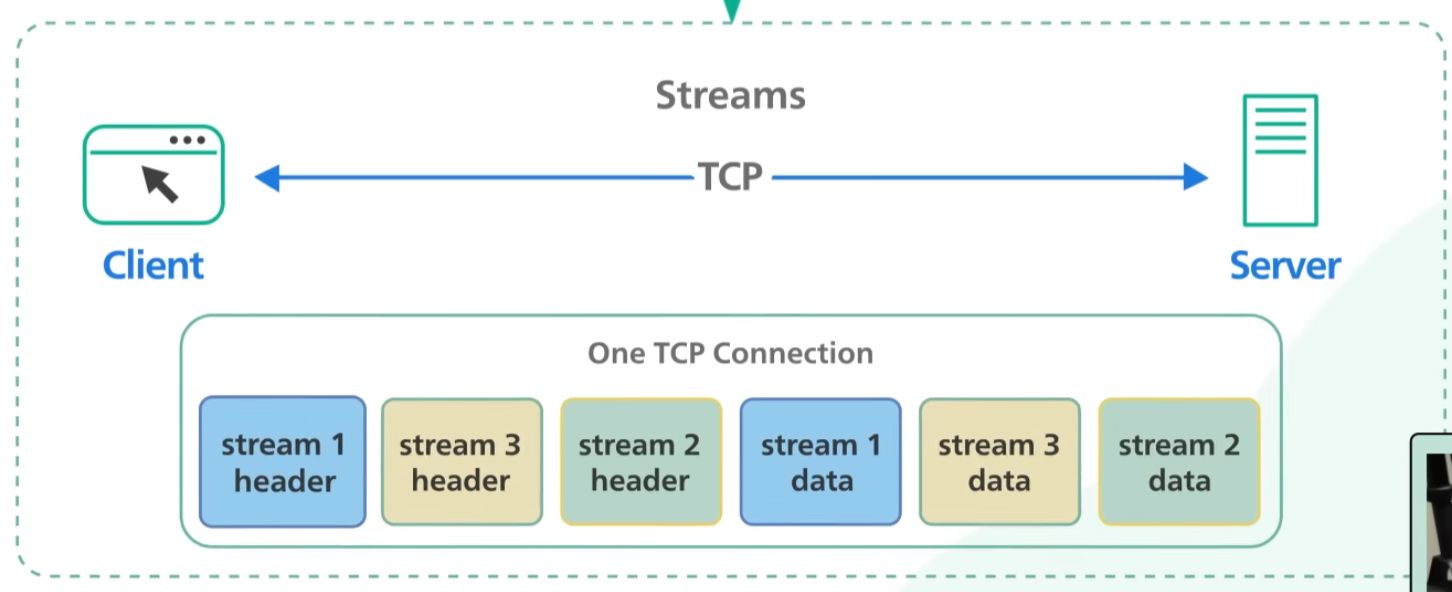 Streams
TCP
Client
Server
One TCP Connection
stream 1
header
stream 3
header
stream 2
header
stream 1
data
stream 3
data
stream 2
data